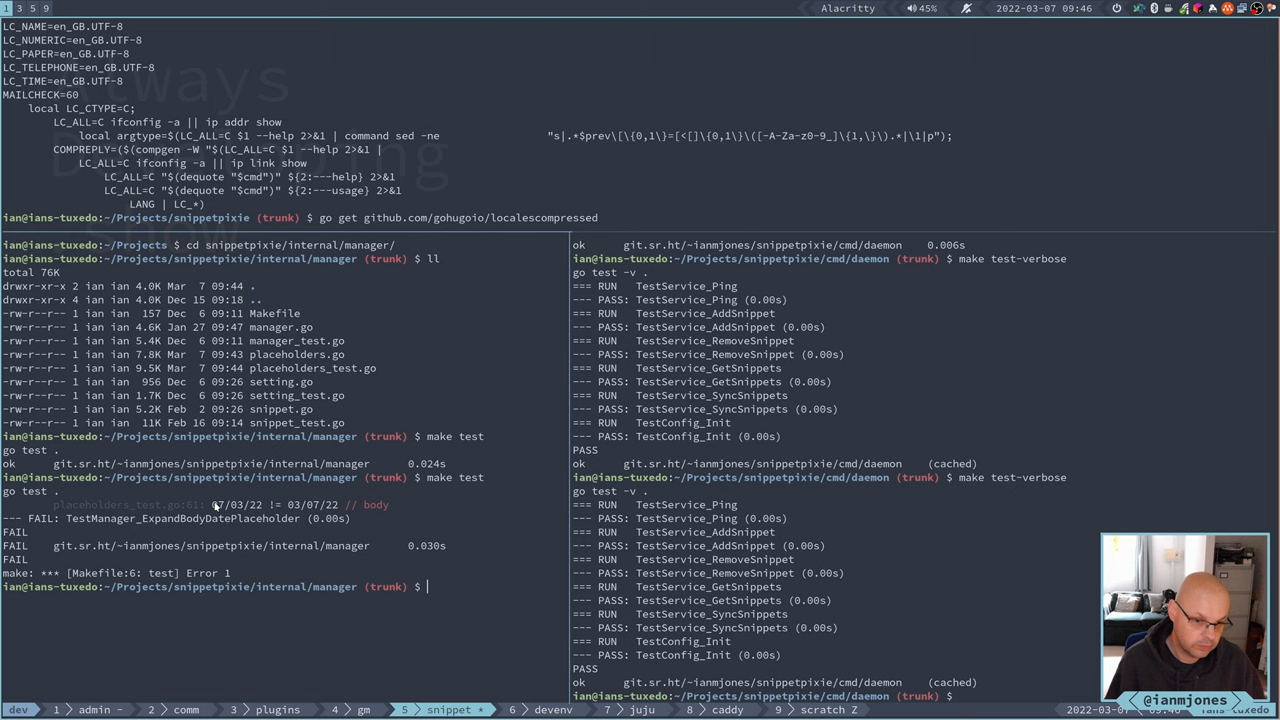 1 3 5 9
Alacritty
45%
2022-03-07 09:46
LC_NAME=en_GB.UTF-8
LC_NUMERIC=en_GB.UTF-8
LC_PAPER=en_GB.UTF-8
LC_TELEPHONE=en_GB.UTF-8
LC_TIME=en_GB.UTF-8
MAILCHECK=60
local LC_CTYPE=C;
LC_ALL=C ifconfig -a || ip addr show
local argtype=$(LC_ALL=C $1 --help 2>&1 | command sed -ne "s|.*$prev\[\{0,1\}=[<[]\{0,1\}\([-A-Za-z0-9_]\{1,\}\).*|\1|p");
COMPREPLY=($(compgen -W "$(LC_ALL=C $1 --help 2>&1 |
LC_ALL=C ifconfig -a || ip link show
LC_ALL=C "$(dequote "$cmd")" ${2:---help} 2>&1
LC_ALL=C "$(dequote "$cmd")" ${2:---usage} 2>&1
LANG | LC_*)
ian@ians-tuxedo:~/Projects/snippetpixie (trunk) $ go get github.com/gohugoio/localescompressed
ian@ians-tuxedo:~/Projects $ cd snippetpixie/internal/manager/
ian@ians-tuxedo:~/Projects/snippetpixie/internal/manager (trunk) $ ll
total 76K
drwxr-xr-x 2 ian ian 4.0K Mar 7 09:44 .
drwxr-xr-x 4 ian ian 4.0K Dec 15 09:18 ..
-rw-r--r-- 1 ian ian 157 Dec 6 09:11 Makefile
-rw-r--r-- 1 ian ian 4.6K Jan 27 09:47 manager.go
-rw-r--r-- 1 ian ian 5.4K Dec 6 09:11 manager_test.go
-rw-r--r-- 1 ian ian 7.8K Mar 7 09:43 placeholders.go
-rw-r--r-- 1 ian ian 9.5K Mar 7 09:44 placeholders_test.go
-rw-r--r-- 1 ian ian 956 Dec 6 09:26 setting.go
-rw-r--r-- 1 ian ian 1.7K Dec 6 09:26 setting_test.go
-rw-r--r-- 1 ian ian 5.2K Feb 2 09:26 snippet.go
-rw-r--r-- 1 ian ian 11K Feb 16 09:14 snippet_test.go
ian@ians-tuxedo:~/Projects/snippetpixie/internal/manager (trunk) $ make test
go test .
ok git.sr.ht/~ianmjones/snippetpixie/internal/manager 0.024s
ian@ians-tuxedo:~/Projects/snippetpixie/internal/manager (trunk) $ make test
go test .
placeholders_test.go:61: 07/03/22 != 03/07/22 // body
--- FAIL: TestManager_ExpandBodyDatePlaceholder (0.00s)
FAIL
FAIL git.sr.ht/~ianmjones/snippetpixie/internal/manager 0.030s
FAIL
make: *** [Makefile:6: test] Error 1
ian@ians-tuxedo:~/Projects/snippetpixie/internal/manager (trunk) $
ok git.sr.ht/~ianmjones/snippetpixie/cmd/daemon 0.006s
ian@ians-tuxedo:~/Projects/snippetpixie/cmd/daemon (trunk) $ make test-verbose
go test -v .
=== RUN TestService_Ping
--- PASS: TestService_Ping (0.00s)
=== RUN TestService_AddSnippet
--- PASS: TestService_AddSnippet (0.00s)
=== RUN TestService_RemoveSnippet
--- PASS: TestService_RemoveSnippet (0.00s)
=== RUN TestService_GetSnippets
--- PASS: TestService_GetSnippets (0.00s)
=== RUN TestService_SyncSnippets
--- PASS: TestService_SyncSnippets (0.00s)
=== RUN TestConfig_Init
--- PASS: TestConfig_Init (0.00s)
PASS
ok git.sr.ht/~ianmjones/snippetpixie/cmd/daemon (cached)
ian@ians-tuxedo:~/Projects/snippetpixie/cmd/daemon (trunk) $ make test-verbose
go test -v .
=== RUN TestService_Ping
--- PASS: TestService_Ping (0.00s)
=== RUN TestService_AddSnippet
--- PASS: TestService_AddSnippet (0.00s)
=== RUN TestService_RemoveSnippet
--- PASS: TestService_RemoveSnippet (0.00s)
=== RUN TestService_GetSnippets
--- PASS: TestService_GetSnippets (0.00s)
=== RUN TestService_SyncSnippets
--- PASS: TestService_SyncSnippets (0.00s)
=== RUN TestConfig_Init
--- PASS: TestConfig_Init (0.00s)
PASS
ok git.sr.ht/~ianmjones/snippetpixie/cmd/daemon (cached)
ian@ians-tuxedo:~/Projects/snippetpixie/cmd/daemon (trunk) $
@ianmjones
dev 1 admin - 2 comm 3 plugins 4 gm 5 snippet * 6 devenv 7 juju 8 caddy 9 scratch Z